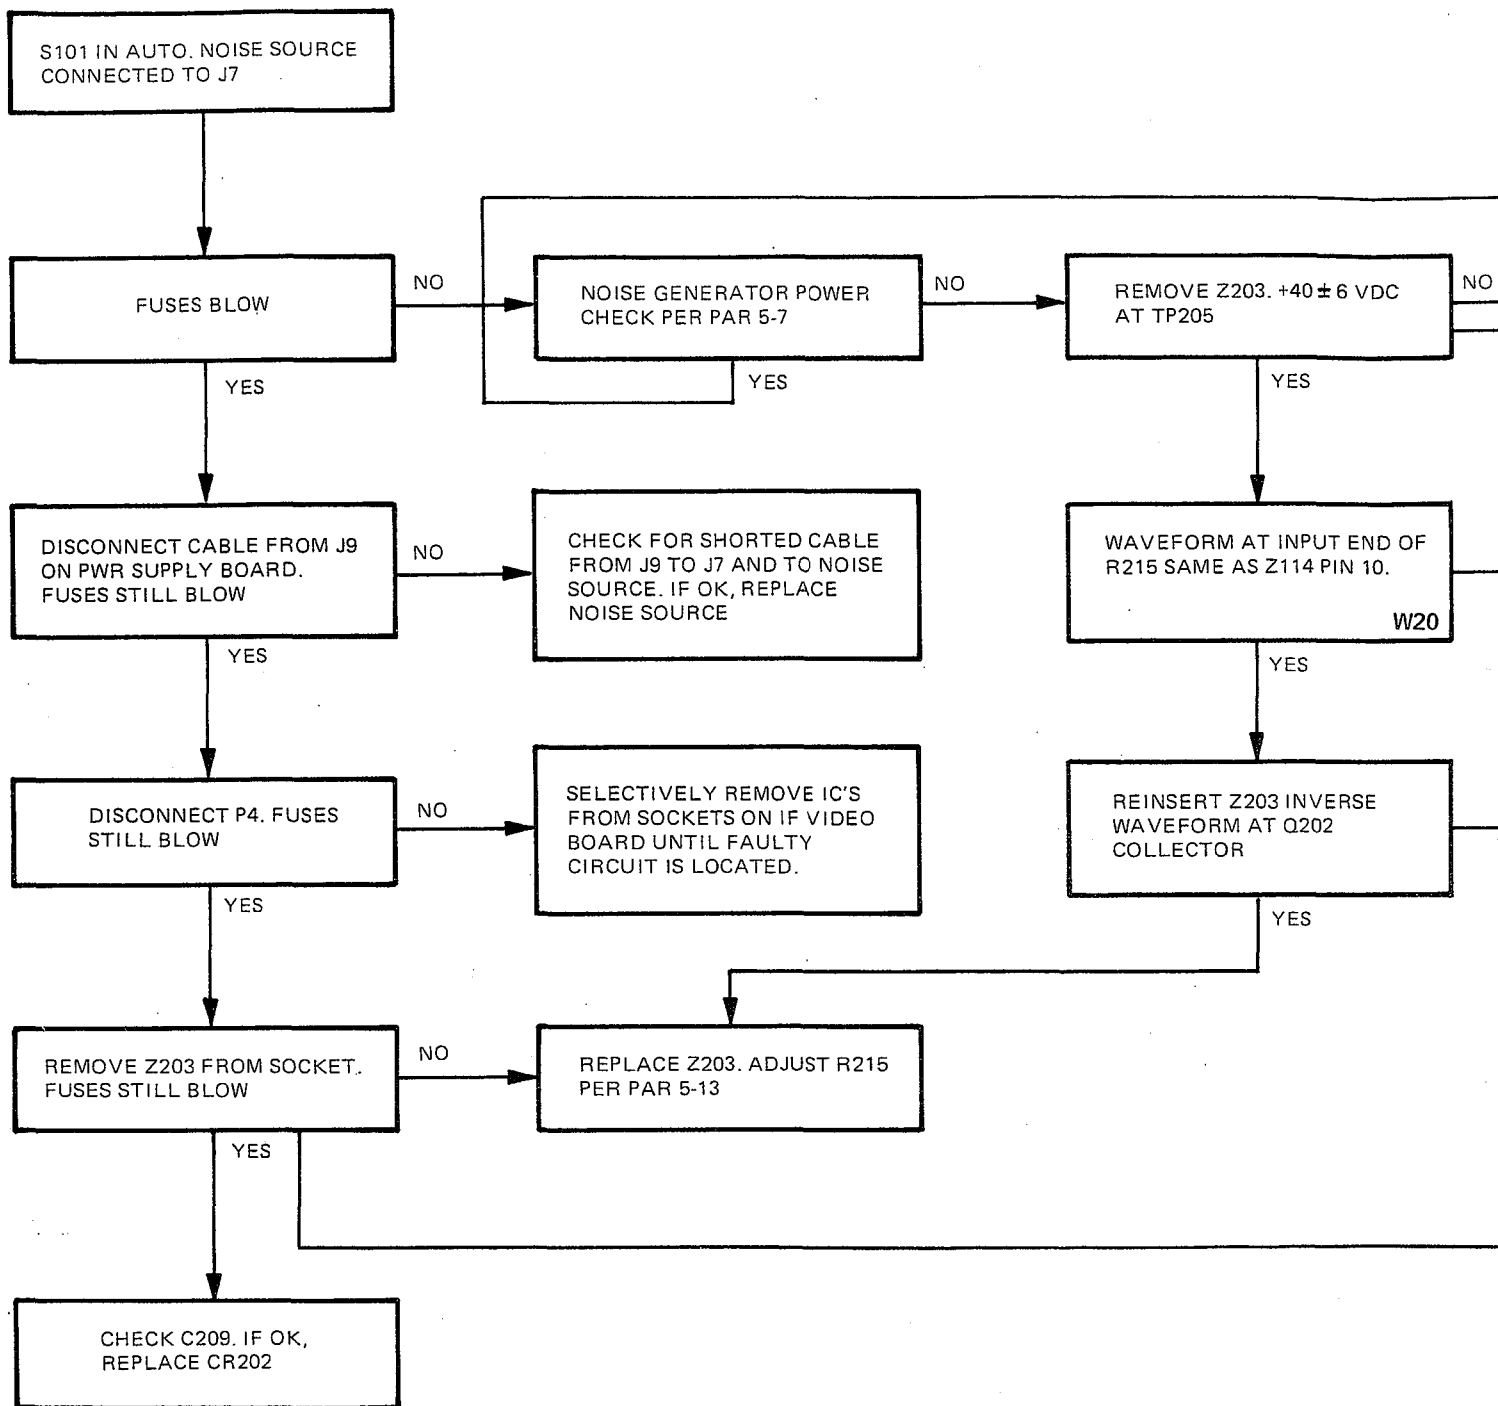 S101 IN AUTO. NOISE SOURCE
CONNECTED TO J7
FUSES BLOW
NO
NOISE GENERATOR POWER
CHECK PER PAR 5-7
NO
REMOVE Z203. +40 ± 6 VDC
AT TP205
NO
YES
YES
YES
DISCONNECT CABLE FROM J9
ON PWR SUPPLY BOARD.
FUSES STILL BLOW
NO
CHECK FOR SHORTED CABLE
FROM J9 TO J7 AND TO NOISE
SOURCE. IF OK, REPLACE
NOISE SOURCE
WAVEFORM AT INPUT END OF
R215 SAME AS Z114 PIN 10.
W20
YES
YES
DISCONNECT P4. FUSES
STILL BLOW
NO
SELECTIVELY REMOVE IC'S
FROM SOCKETS ON IF VIDEO
BOARD UNTIL FAULTY
CIRCUIT IS LOCATED.
REINSERT Z203 INVERSE
WAVEFORM AT Q202
COLLECTOR
YES
YES
REMOVE Z203 FROM SOCKET.
FUSES STILL BLOW
NO
REPLACE Z203. ADJUST R215
PER PAR 5-13
YES
CHECK C209. IF OK,
REPLACE CR202